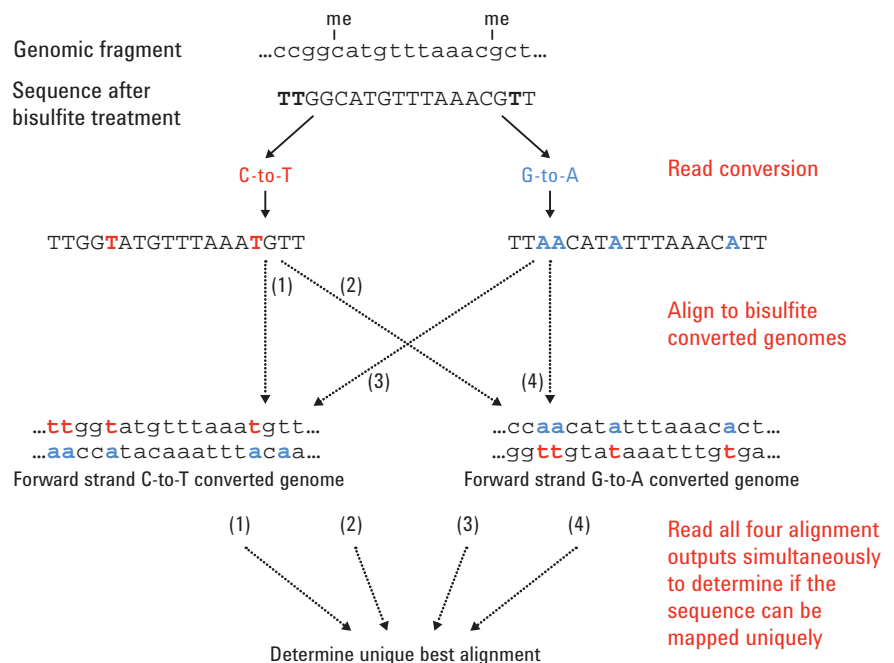 me me
Genomic fragment ...ccggcatgtttaaacgct...
Sequence after
bisulfite treatment
TTGGCATGTTTAAACGTT
C-to-T G-to-A Read conversion
TTGGTATGTTTAAATGTT TTAACATATTTAAACATT
(1) (2)
Align to bisulfite
converted genomes
(3) (4)
...ttggtatgtttaaatgtt... ...ccaacatatttaaacact...
...aaccatacaaatttacaa... ...ggttgtataaatttgtga...
Forward strand C-to-T converted genome Forward strand G-to-A converted genome
(1) (2) (3) (4)
Read all four alignment
outputs simultaneously
to determine if the
sequence can be
mapped uniquely
Determine unique best alignment